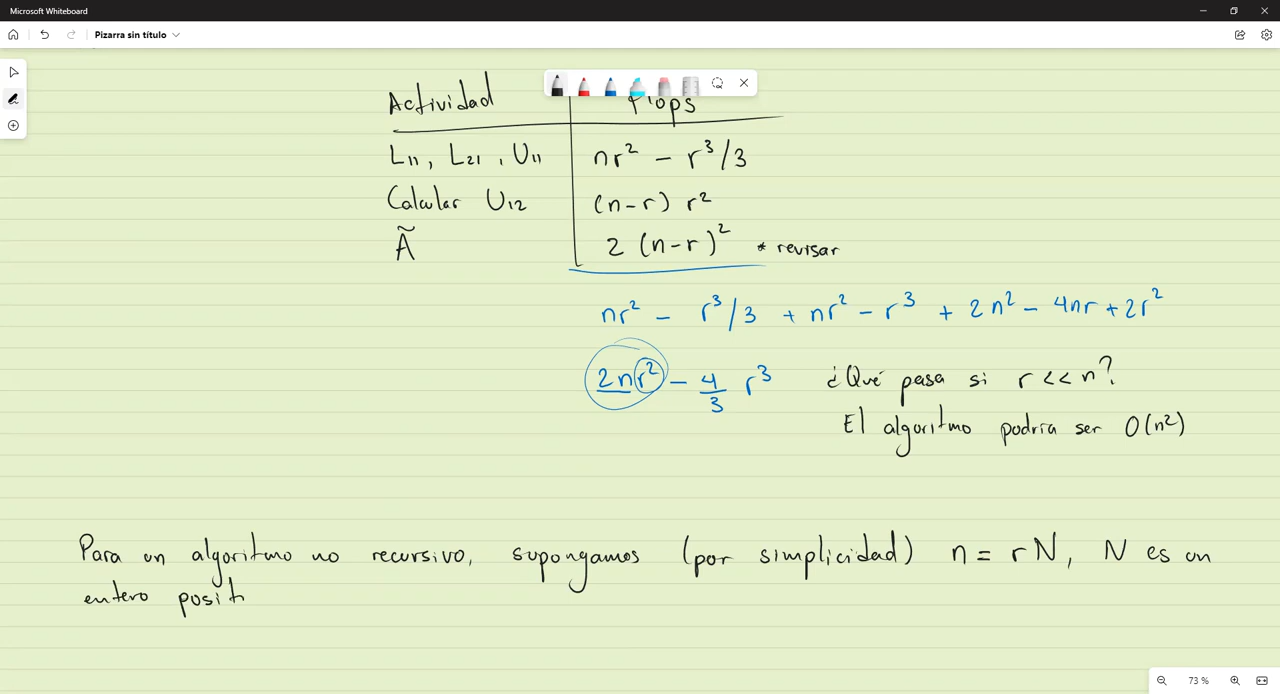 Microsoft Whiteboard
Pizarra sin título
Actividad Flops
L₁₁, L₂₁, U₁₁ nr² - r³/3
Calcular U₁₂ (n-r) r²
Ã 2 (n-r)² * revisar
nr² - r³/3 + nr² - r³ + 2n² - 4nr + 2r²
2nr² - 4/3 r³ ¿Qué pasa si r << n?
El algoritmo podría ser O(n²)
Para un algoritmo no recursivo, supongamos (por simplicidad) n = rN, N es un
entero posit
73 %